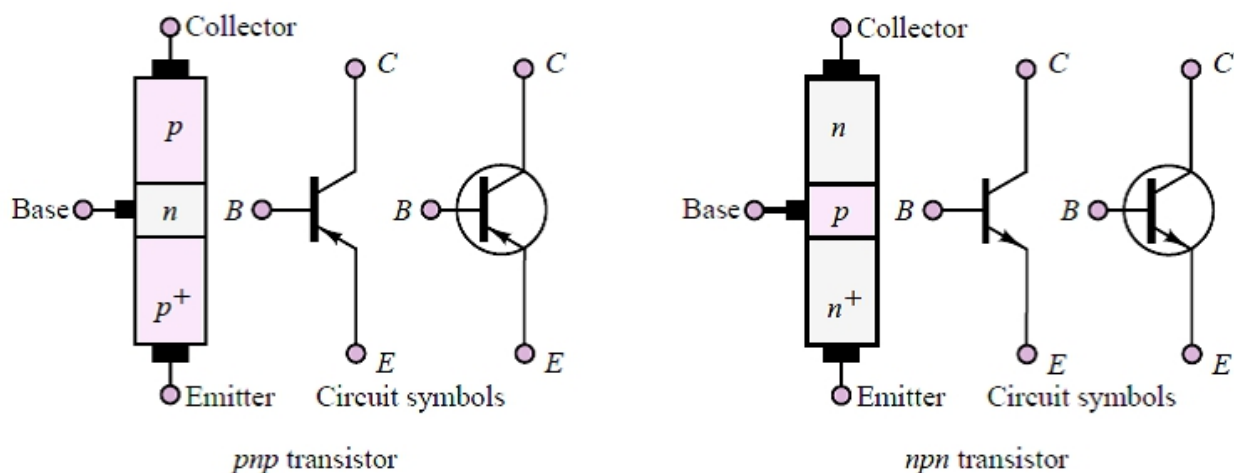 Collector
C
C
p
Base
n
B
B
p+
E
E
Emitter
Circuit symbols
pnp transistor
Collector
C
C
n
Base
p
B
B
n+
E
E
Emitter
Circuit symbols
npn transistor